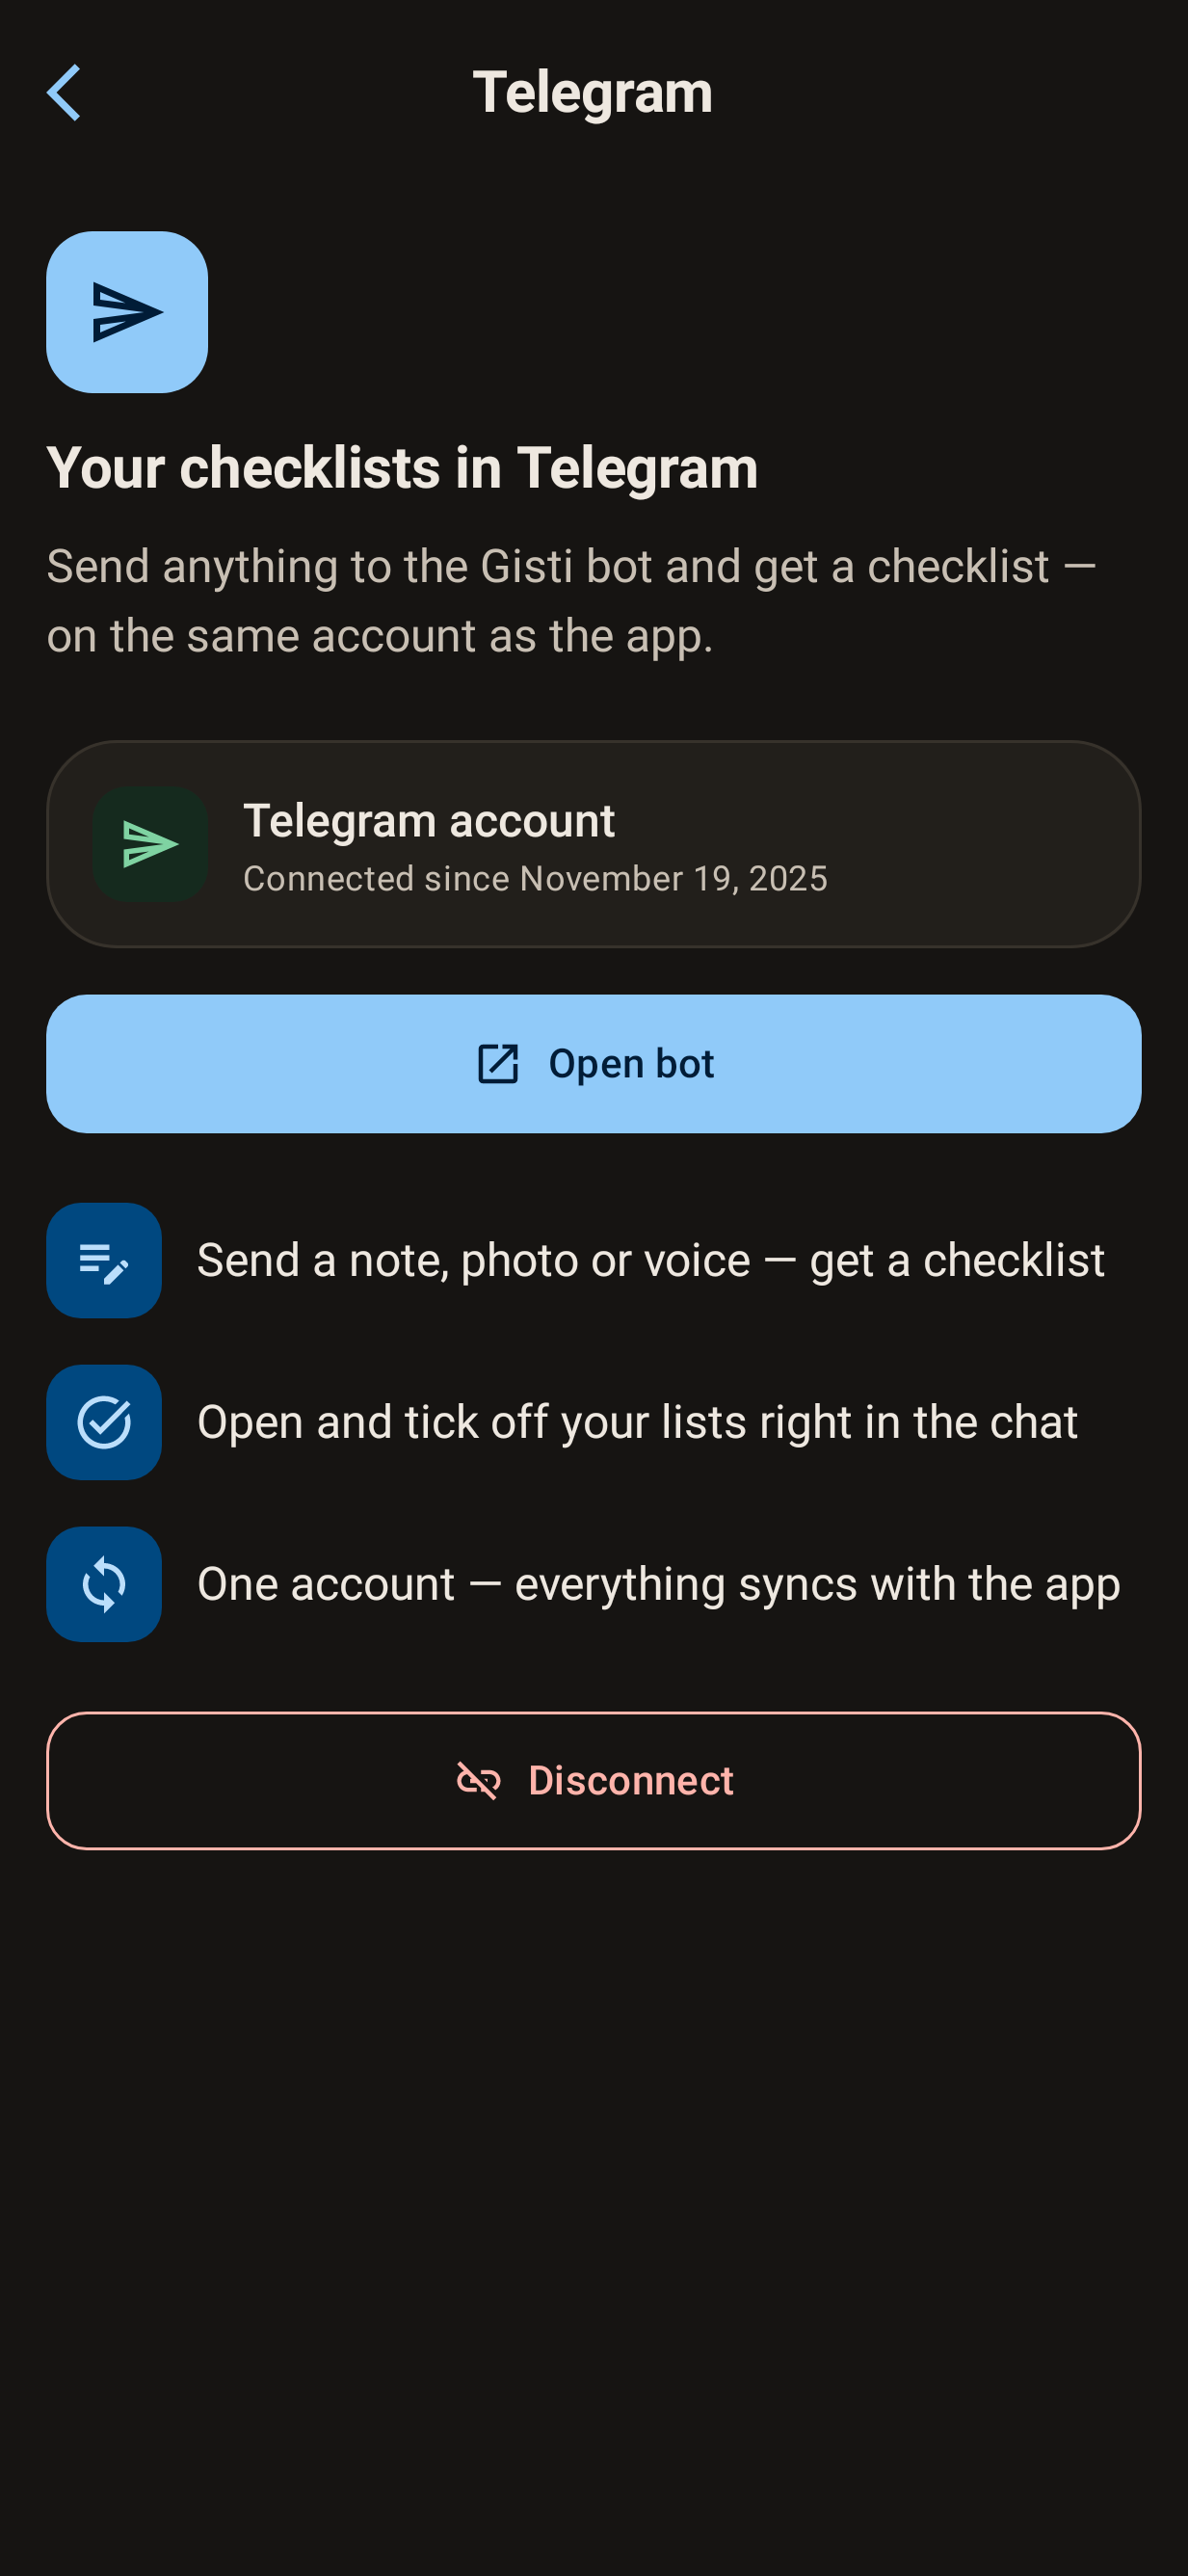 Telegram
Your checklists in Telegram
Send anything to the Gisti bot and get a checklist —
on the same account as the app.
Telegram account
Connected since November 19, 2025
Open bot
Send a note, photo or voice — get a checklist
Open and tick off your lists right in the chat
One account — everything syncs with the app
Disconnect